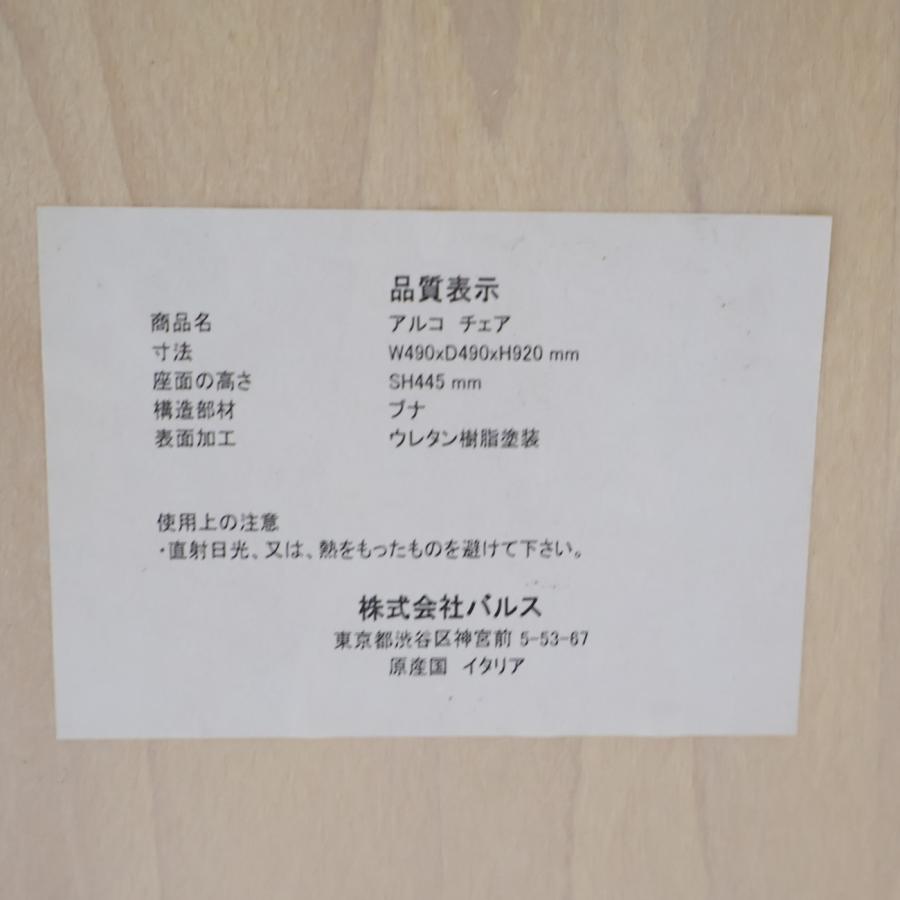 品質表示
商品名 アルコ チェア
寸法 W490xD490xH920 mm
座面の高さ SH445 mm
構造部材 ブナ
表面加工 ウレタン樹脂塗装
使用上の注意
・直射日光、又は、熱をもったものを避けて下さい。
株式会社バルス
東京都渋谷区神宮前 5-53-67
原産国 イタリア